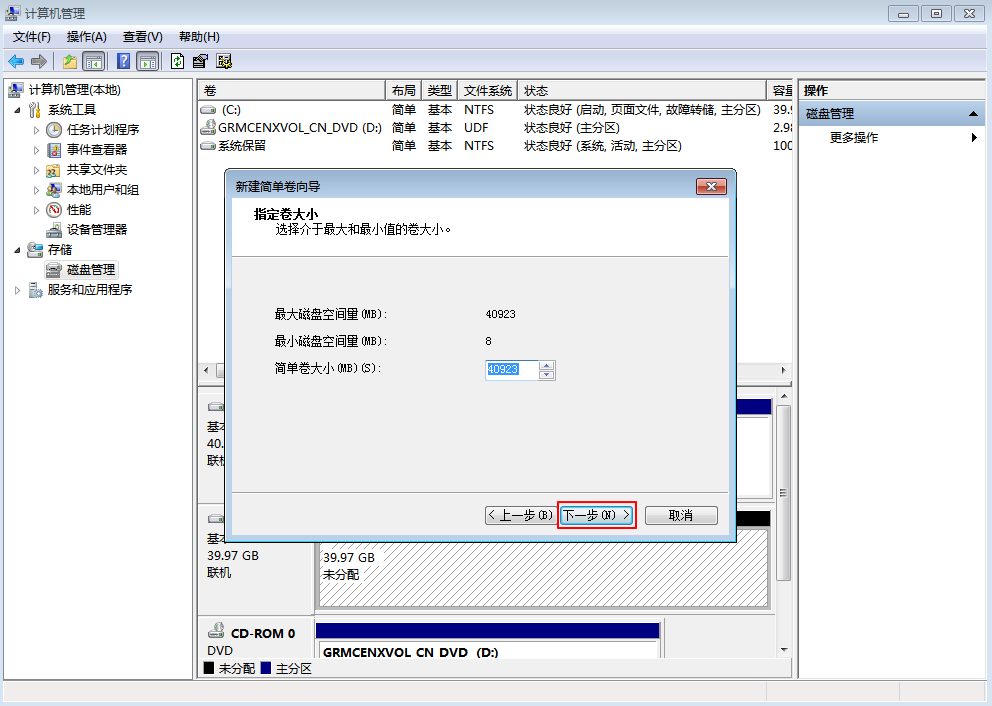 计算机管理
文件(F) 操作(A) 查看(V) 帮助(H)
计算机管理(本地)
系统工具
任务计划程序
事件查看器
共享文件夹
本地用户和组
性能
设备管理器
存储
磁盘管理
服务和应用程序
卷 布局 类型 文件系统 状态 容量
(C:) 简单 基本 NTFS 状态良好 (启动, 页面文件, 故障转储, 主分区) 39.9
GRMCENXVOL_CN_DVD (D:) 简单 基本 UDF 状态良好 (主分区) 2.98
系统保留 简单 基本 NTFS 状态良好 (系统, 活动, 主分区) 100
操作
磁盘管理
更多操作
新建简单卷向导
指定卷大小
选择介于最大和最小值的卷大小。
最大磁盘空间量(MB): 40923
最小磁盘空间量(MB): 8
简单卷大小(MB)(S): 40923
< 上一步(B) 下一步(N) > 取消
基本
40.
联机
基本
39.97 GB
联机
39.97 GB
未分配
CD-ROM 0
DVD
GRMCENXVOL_CN_DVD (D:)
未分配 主分区